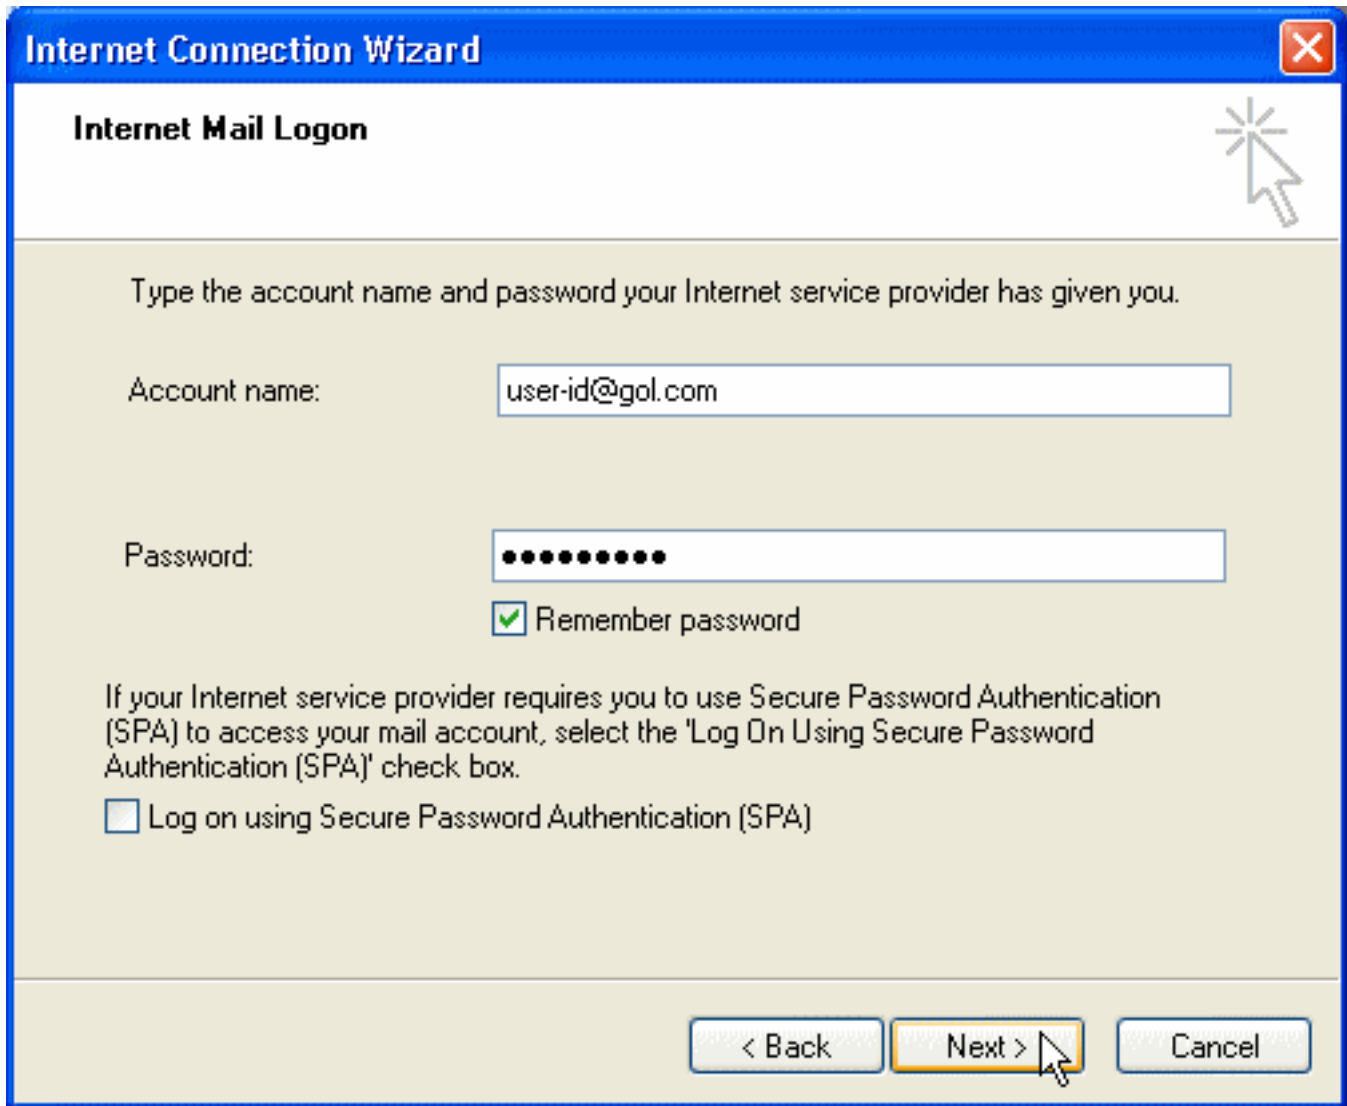 Internet Connection Wizard
Internet Mail Logon
Type the account name and password your Internet service provider has given you.
Account name: user-id@gol.com
Password: ●●●●●●●●●
Remember password
If your Internet service provider requires you to use Secure Password Authentication
(SPA) to access your mail account, select the 'Log On Using Secure Password
Authentication (SPA)' check box.
Log on using Secure Password Authentication (SPA)
< Back Next > Cancel